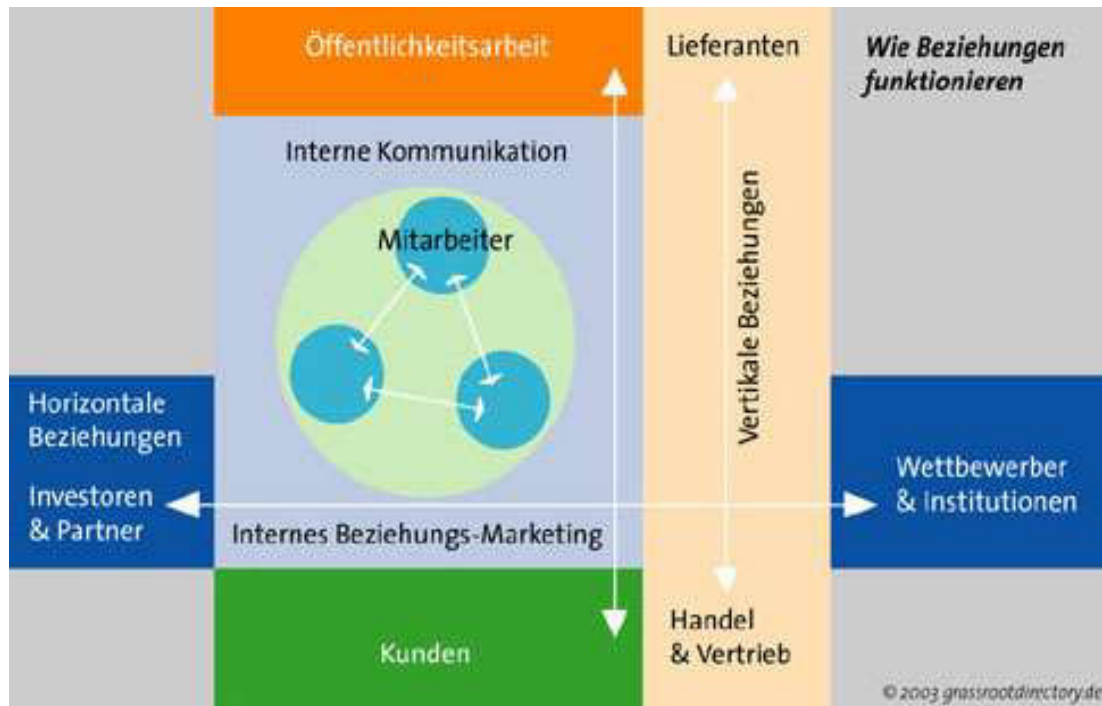 Öffentlichkeitsarbeit
Lieferanten
Wie Beziehungen
funktionieren
Interne Kommunikation
Mitarbeiter
Vertikale Beziehungen
Horizontale
Beziehungen
Investoren
& Partner
Wettbewerber
& Institutionen
Internes Beziehungs-Marketing
Kunden
Handel
& Vertrieb
© 2003 grassrootdirectory.de